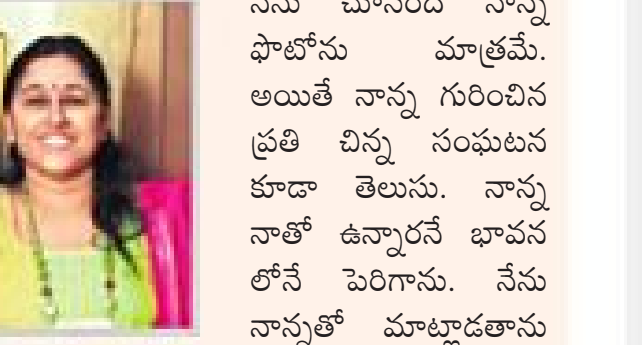 నేను చూసింది నాన్న
ఫొటోను మాత్రమే.
అయితే నాన్న గురించిన
ప్రతి చిన్న సంఘటన
కూడా తెలుసు. నాన్న
నాతో ఉన్నారనే భావన
లోనే పెరిగాను. నేను
నాన్నతో మాట్లాడతాను